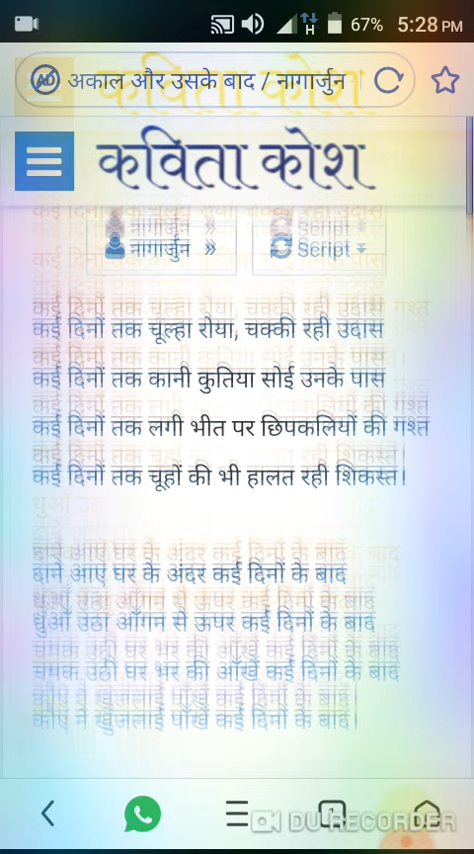 67% 5:28 PM
AD अकाल और उसके बाद / नागार्जुन
कविता कोश
नागार्जुन » Script
कई दिनों तक चूल्हा रोया, चक्की रही उदास
कई दिनों तक कानी कुतिया सोई उनके पास
कई दिनों तक लगी भीत पर छिपकलियों की गश्त
कई दिनों तक चूहों की भी हालत रही शिकस्त।
दाने आए घर के अंदर कई दिनों के बाद
धुआँ उठा आँगन से ऊपर कई दिनों के बाद
चमक उठी घर भर की आँखें कई दिनों के बाद
कौए ने खुजलाई पाँखें कई दिनों के बाद।
DU RECORDER